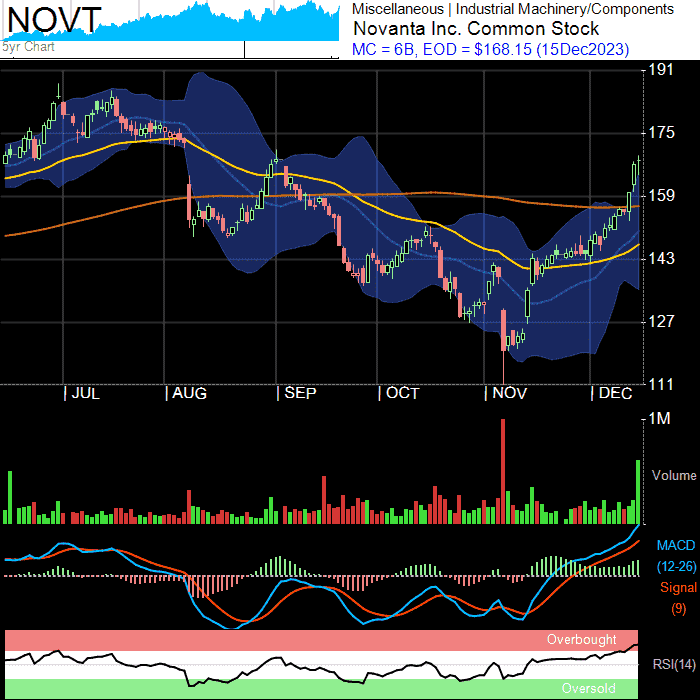 NOVT
5yr Chart
Miscellaneous | Industrial Machinery/Components
Novanta Inc. Common Stock
MC = 6B, EOD = $168.15 (15Dec2023)
191
175
159
143
127
111
| JUL | AUG | SEP | OCT | NOV | DEC
1M
Volume
MACD
(12-26)
Signal
(9)
Overbought
RSI(14)
Oversold